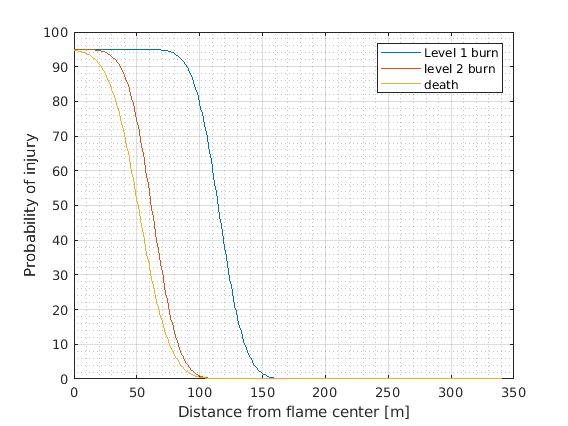 100
90
80
70
60
50
40
30
20
10
0
Probability of injury
Level 1 burn
level 2 burn
death
0 50 100 150 200 250 300 350
Distance from flame center [m]